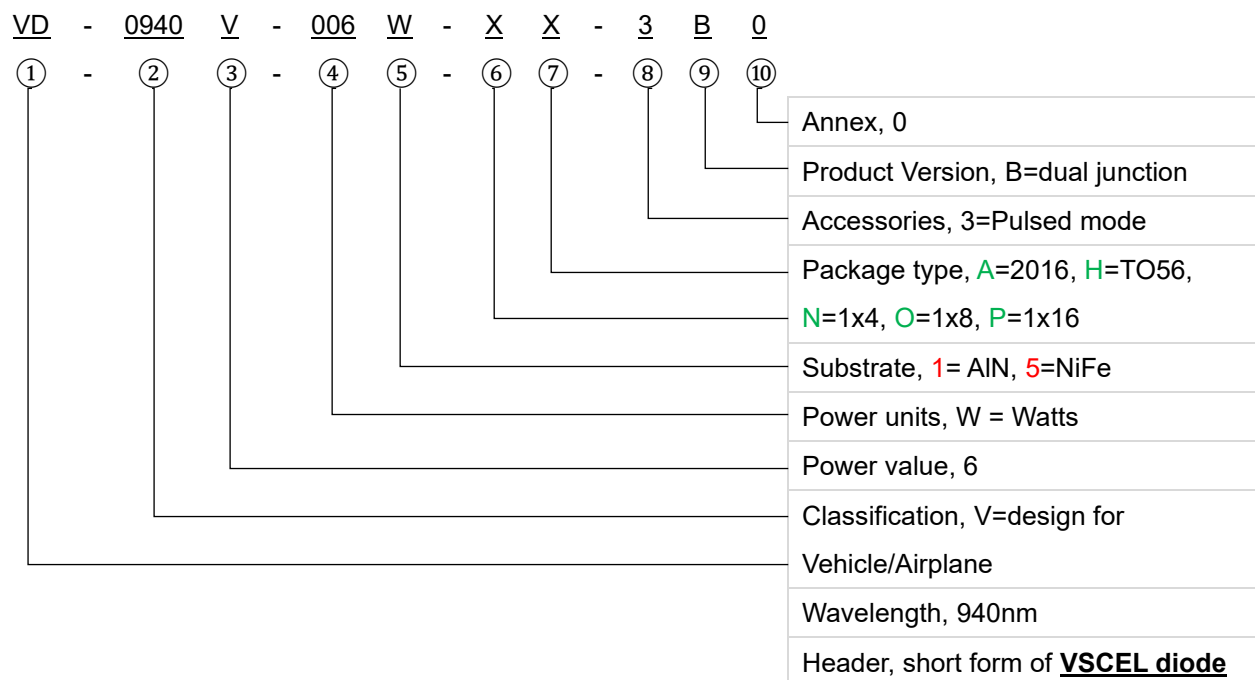 VD - 0940 V - 006 W - X X - 3 B 0
① - ② ③ - ④ ⑤ - ⑥ ⑦ - ⑧ ⑨ ⑩
Annex, 0
Product Version, B=dual junction
Accessories, 3=Pulsed mode
Package type, A=2016, H=TO56,
N=1x4, O=1x8, P=1x16
Substrate, 1= AlN, 5=NiFe
Power units, W = Watts
Power value, 6
Classification, V=design for
Vehicle/Airplane
Wavelength, 940nm
Header, short form of VSCEL diode